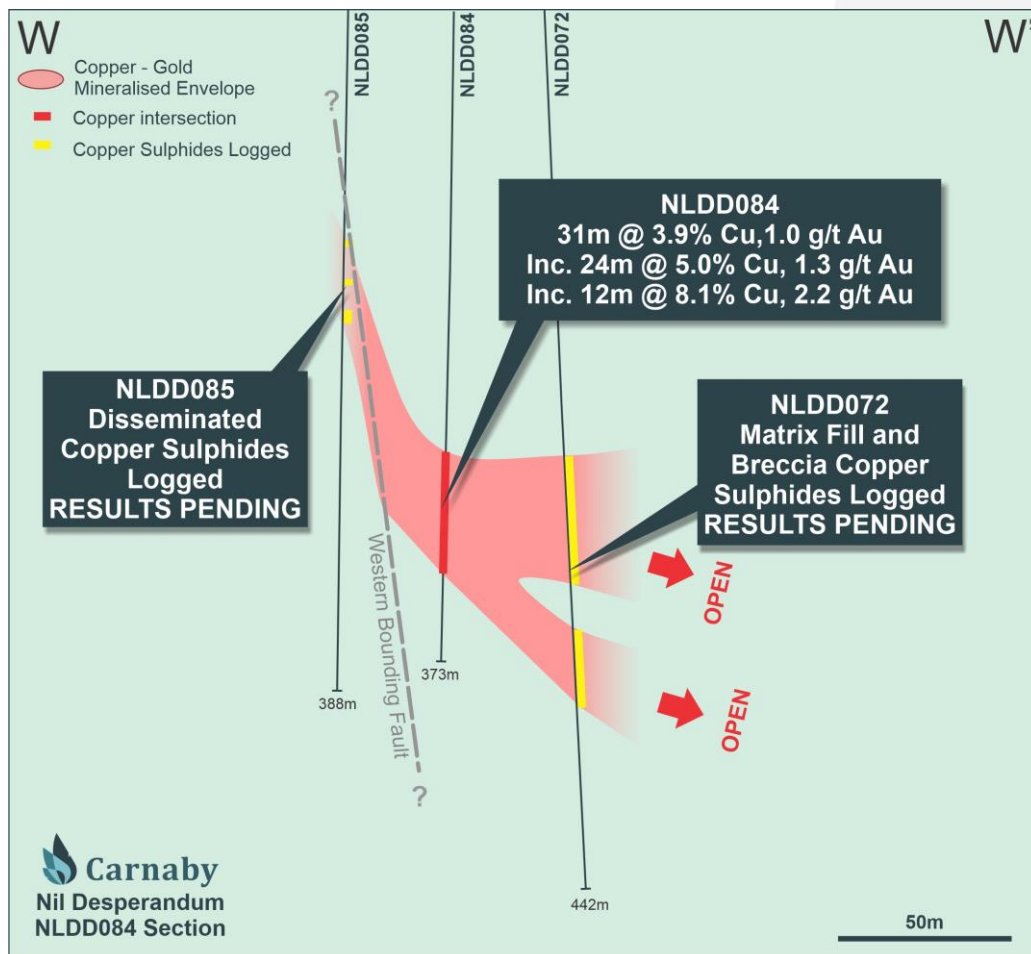 W
W'
NLDD085
NLDD084
NLDD072
Copper - Gold
Mineralised Envelope
Copper intersection
Copper Sulphides Logged
?
NLDD084
31m @ 3.9% Cu,1.0 g/t Au
Inc. 24m @ 5.0% Cu, 1.3 g/t Au
Inc. 12m @ 8.1% Cu, 2.2 g/t Au
NLDD085
Disseminated
Copper Sulphides
Logged
RESULTS PENDING
NLDD072
Matrix Fill and
Breccia Copper
Sulphides Logged
RESULTS PENDING
OPEN
OPEN
Western Bounding Fault
373m
388m
?
442m
Carnaby
Nil Desperandum
NLDD084 Section
50m